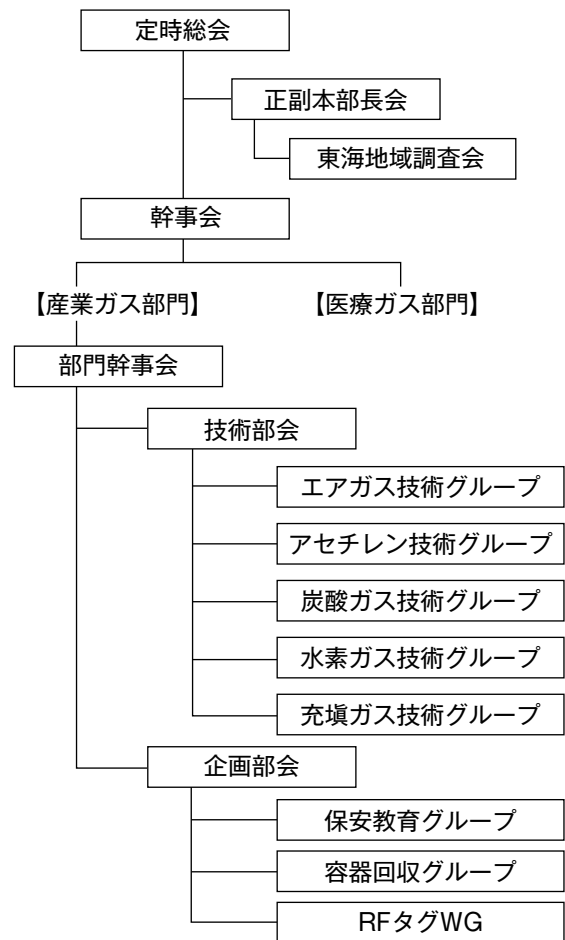 定時総会
正副本部長会
東海地域調査会
幹事会
【産業ガス部門】
【医療ガス部門】
部門幹事会
技術部会
エアガス技術グループ
アセチレン技術グループ
炭酸ガス技術グループ
水素ガス技術グループ
充塡ガス技術グループ
企画部会
保安教育グループ
容器回収グループ
RFタグWG